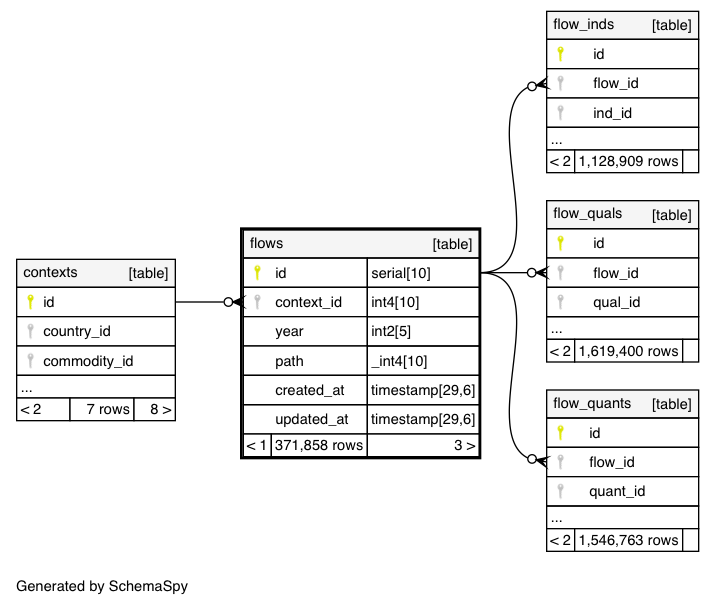 flow_inds [table]
id
flow_id
ind_id
...
< 2 1,128,909 rows
flow_quals [table]
id
flow_id
qual_id
...
< 2 1,619,400 rows
flows [table]
id serial[10]
context_id int4[10]
year int2[5]
path _int4[10]
created_at timestamp[29,6]
updated_at timestamp[29,6]
< 1 371,858 rows 3 >
contexts [table]
id
country_id
commodity_id
...
< 2 7 rows 8 >
flow_quants [table]
id
flow_id
quant_id
...
< 2 1,546,763 rows
Generated by SchemaSpy